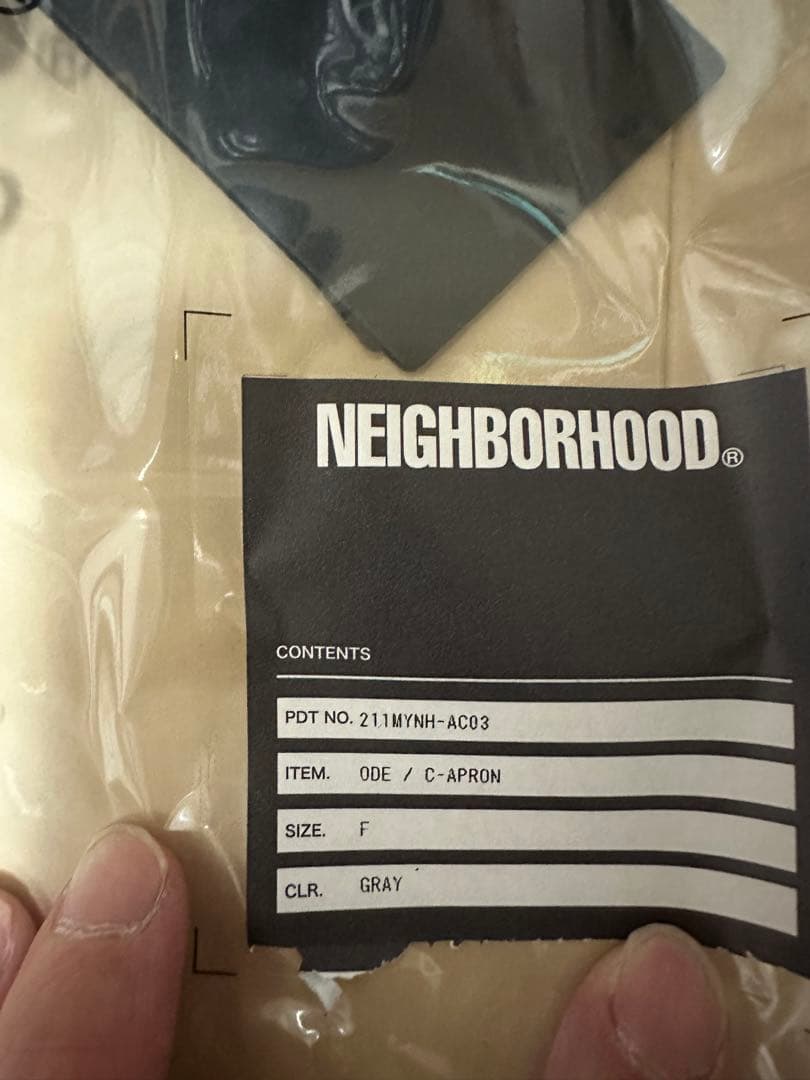 NEIGHBORHOOD®
CONTENTS
PDT NO. 211MYNH-AC03
ITEM. ODE / C-APRON
SIZE. F
CLR. GRAY